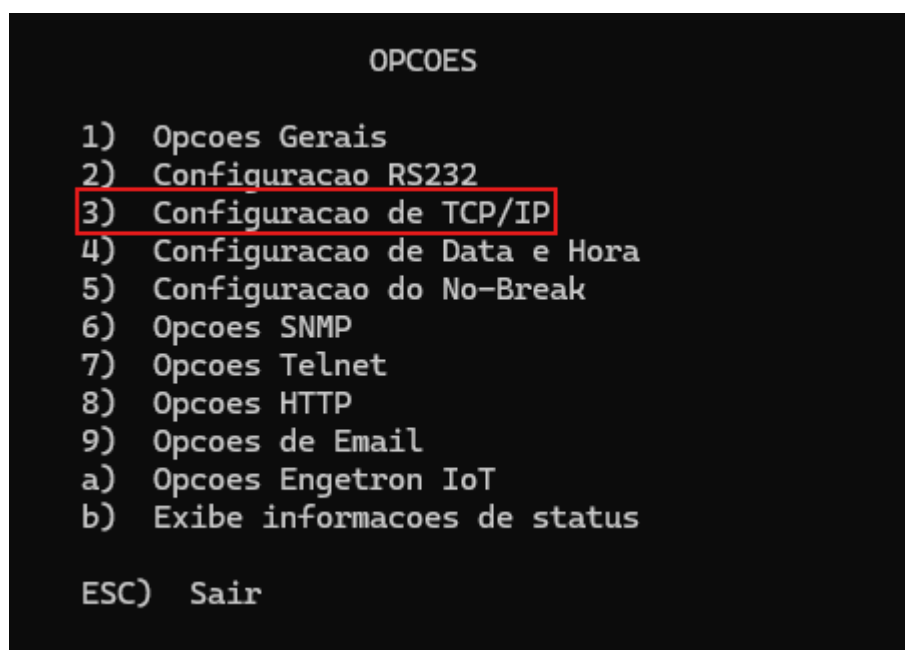 OPCOES
1) Opcoes Gerais
2) Configuracao RS232
3) Configuracao de TCP/IP
4) Configuracao de Data e Hora
5) Configuracao do No-Break
6) Opcoes SNMP
7) Opcoes Telnet
8) Opcoes HTTP
9) Opcoes de Email
a) Opcoes Engetron IoT
b) Exibe informacoes de status
ESC) Sair